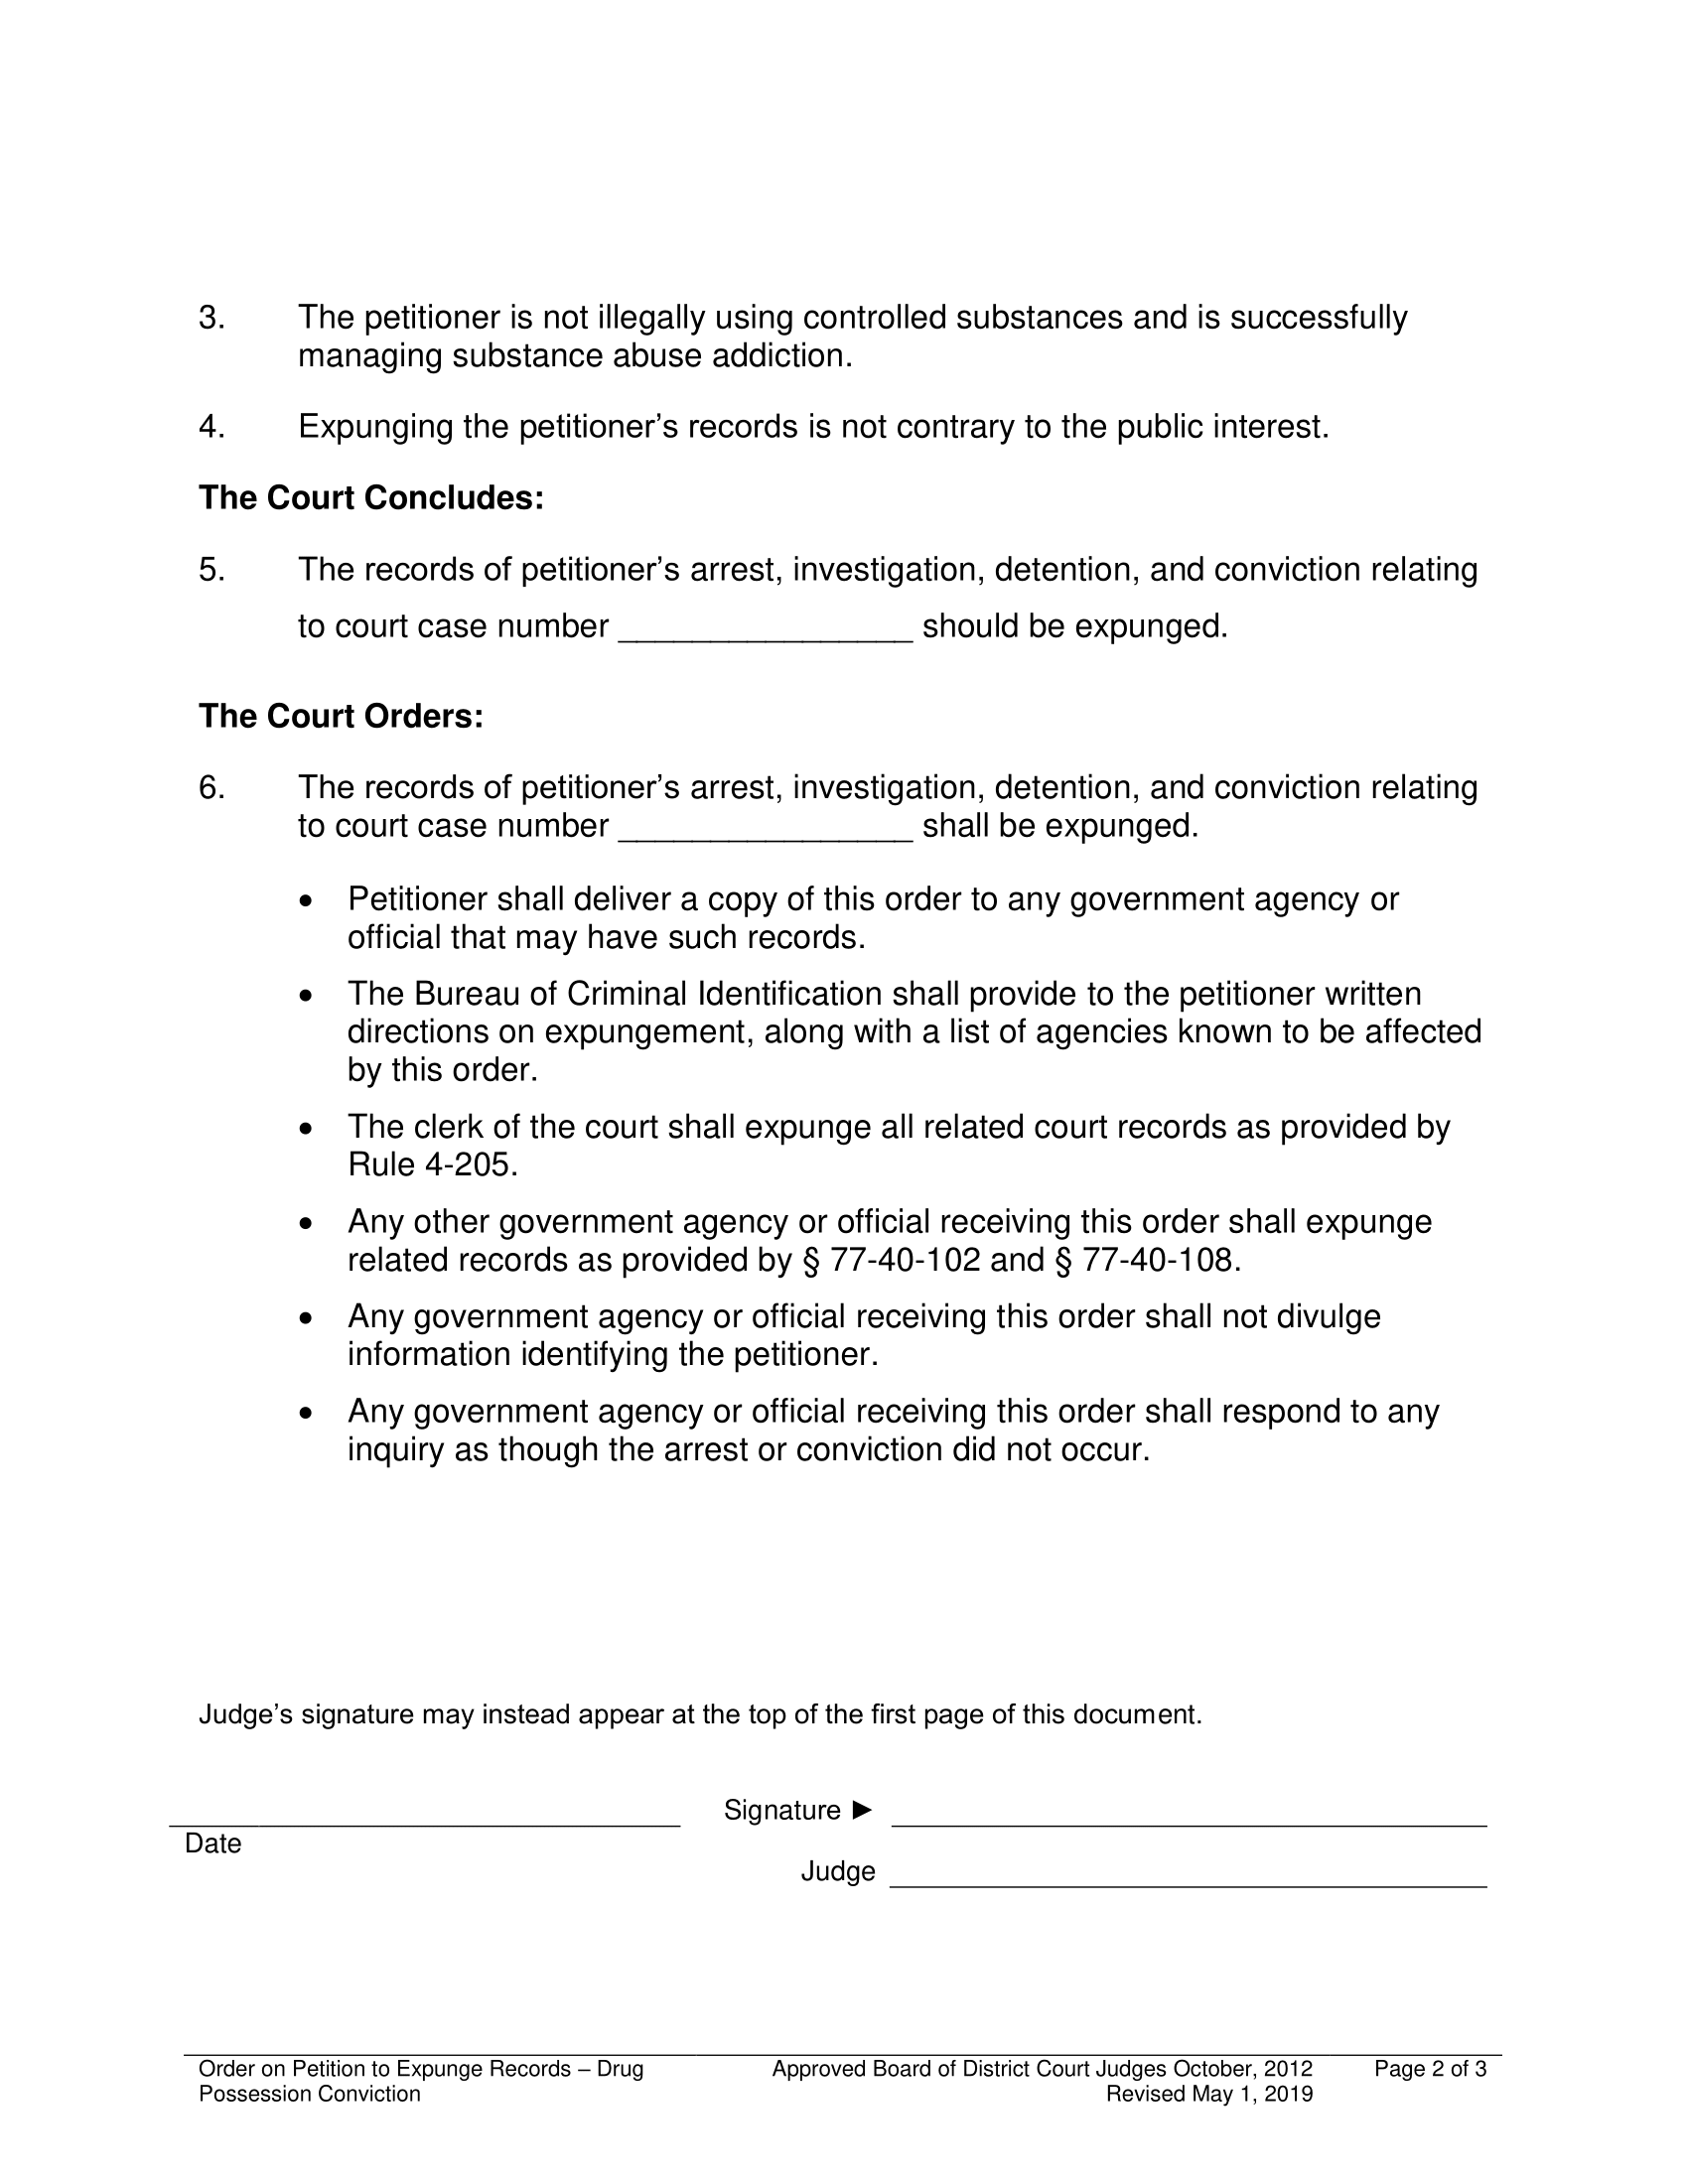 3. The petitioner is not illegally using controlled substances and is successfully
managing substance abuse addiction.
4. Expunging the petitioner’s records is not contrary to the public interest.
The Court Concludes:
5. The records of petitioner’s arrest, investigation, detention, and conviction relating
to court case number ________________ should be expunged.
The Court Orders:
6. The records of petitioner’s arrest, investigation, detention, and conviction relating
to court case number ________________ shall be expunged.
• Petitioner shall deliver a copy of this order to any government agency or
official that may have such records.
• The Bureau of Criminal Identification shall provide to the petitioner written
directions on expungement, along with a list of agencies known to be affected
by this order.
• The clerk of the court shall expunge all related court records as provided by
Rule 4-205.
• Any other government agency or official receiving this order shall expunge
related records as provided by § 77-40-102 and § 77-40-108.
• Any government agency or official receiving this order shall not divulge
information identifying the petitioner.
• Any government agency or official receiving this order shall respond to any
inquiry as though the arrest or conviction did not occur.
Judge’s signature may instead appear at the top of the first page of this document.
Signature ►
Date
Judge
Order on Petition to Expunge Records – Drug Approved Board of District Court Judges October, 2012 Page 2 of 3
Possession Conviction Revised May 1, 2019